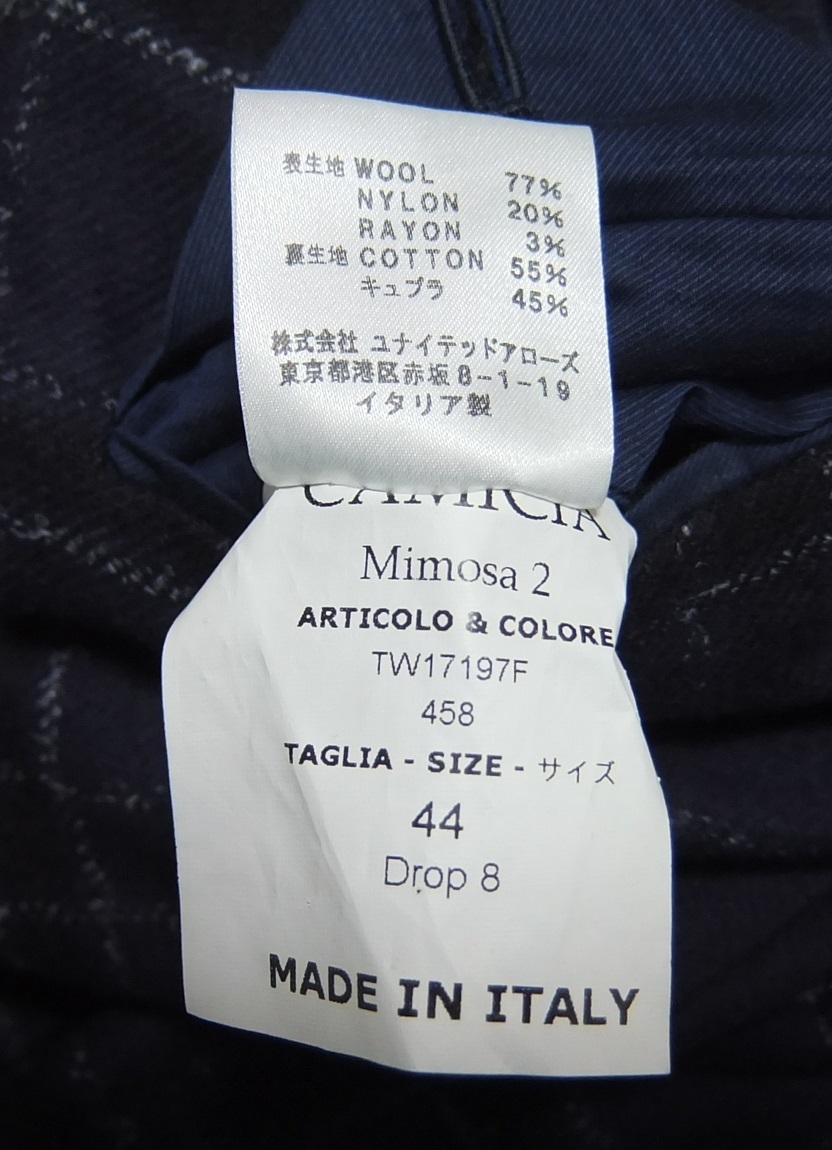 表生地 WOOL 77%
NYLON 20%
RAYON 3%
裏生地 COTTON 55%
キュプラ 45%
株式会社 ユナイテッドアローズ
東京都港区赤坂8-1-19
イタリア製
CAMICIA
Mimosa 2
ARTICOLO & COLORE
TW17197F
458
TAGLIA - SIZE - サイズ
44
Drop 8
MADE IN ITALY